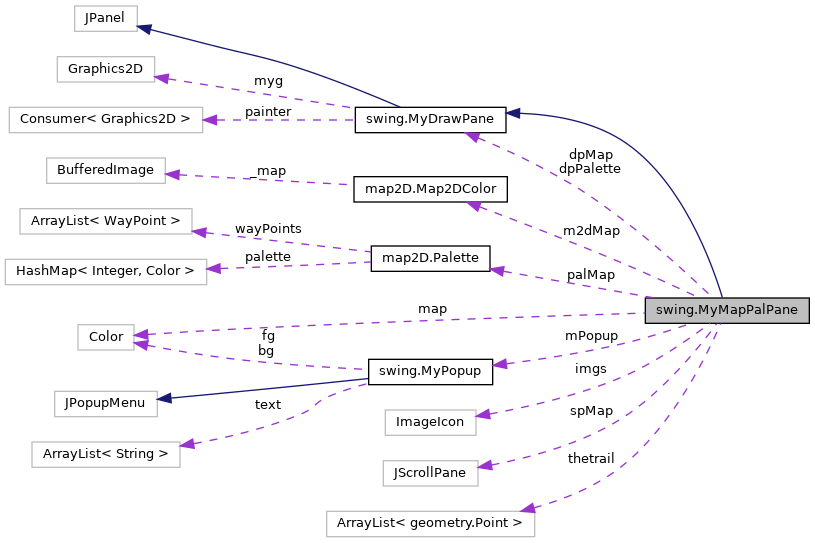 JPanel
Graphics2D
myg
Consumer< Graphics2D >
painter
swing.MyDrawPane
dpMap
dpPalette
BufferedImage
_map
map2D.Map2DColor
ArrayList< WayPoint >
wayPoints
m2dMap
HashMap< Integer, Color >
palette
map2D.Palette
palMap
swing.MyMapPalPane
map
Color
fg
bg
mPopup
swing.MyPopup
imgs
JPopupMenu
text
ImageIcon
spMap
ArrayList< String >
JScrollPane
thetrail
ArrayList< geometry.Point >